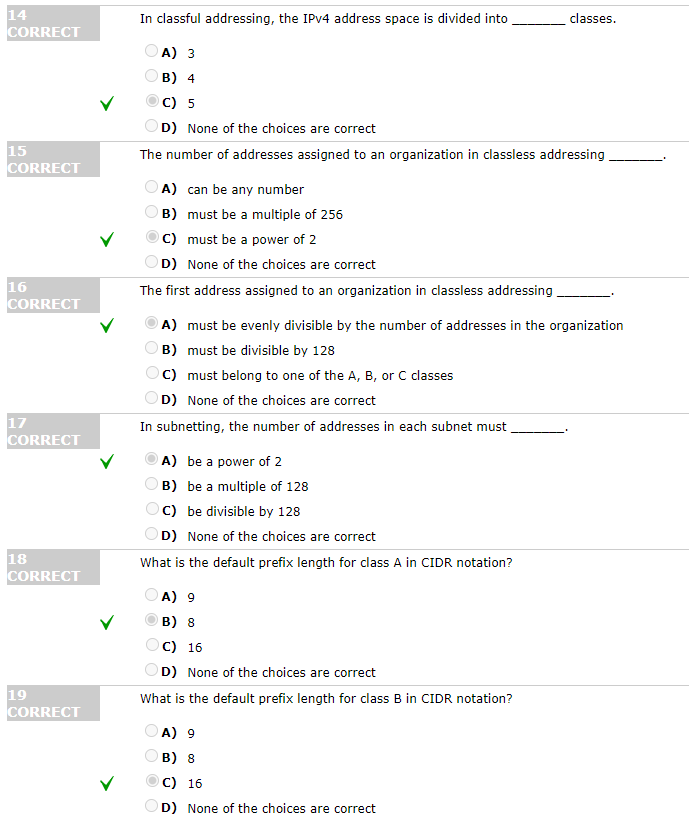 14
CORRECT
In classful addressing, the IPv4 address space is divided into _______ classes.
A) 3
B) 4
C) 5
D) None of the choices are correct
15
CORRECT
The number of addresses assigned to an organization in classless addressing _______.
A) can be any number
B) must be a multiple of 256
C) must be a power of 2
D) None of the choices are correct
16
CORRECT
The first address assigned to an organization in classless addressing _______.
A) must be evenly divisible by the number of addresses in the organization
B) must be divisible by 128
C) must belong to one of the A, B, or C classes
D) None of the choices are correct
17
CORRECT
In subnetting, the number of addresses in each subnet must _______.
A) be a power of 2
B) be a multiple of 128
C) be divisible by 128
D) None of the choices are correct
18
CORRECT
What is the default prefix length for class A in CIDR notation?
A) 9
B) 8
C) 16
D) None of the choices are correct
19
CORRECT
What is the default prefix length for class B in CIDR notation?
A) 9
B) 8
C) 16
D) None of the choices are correct